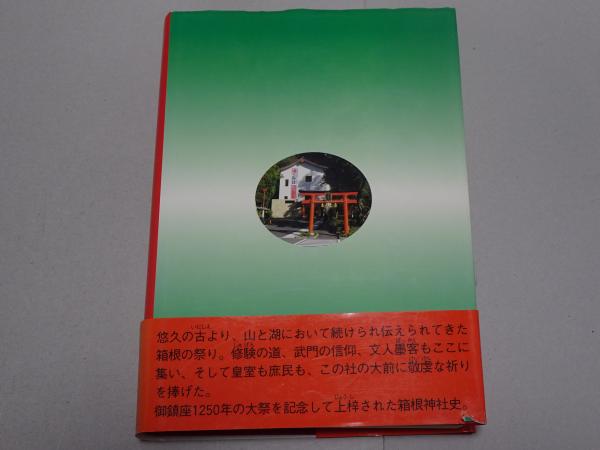 悠久の古より、山と湖において続けられ伝えられてきた
箱根の祭り。修験の道、武門の信仰、文人墨客もここに
集い、そして皇室も庶民も、この社の大前に敬虔な祈り
を捧げた。
御鎮座1250年の大祭を記念して上梓された箱根神社史。